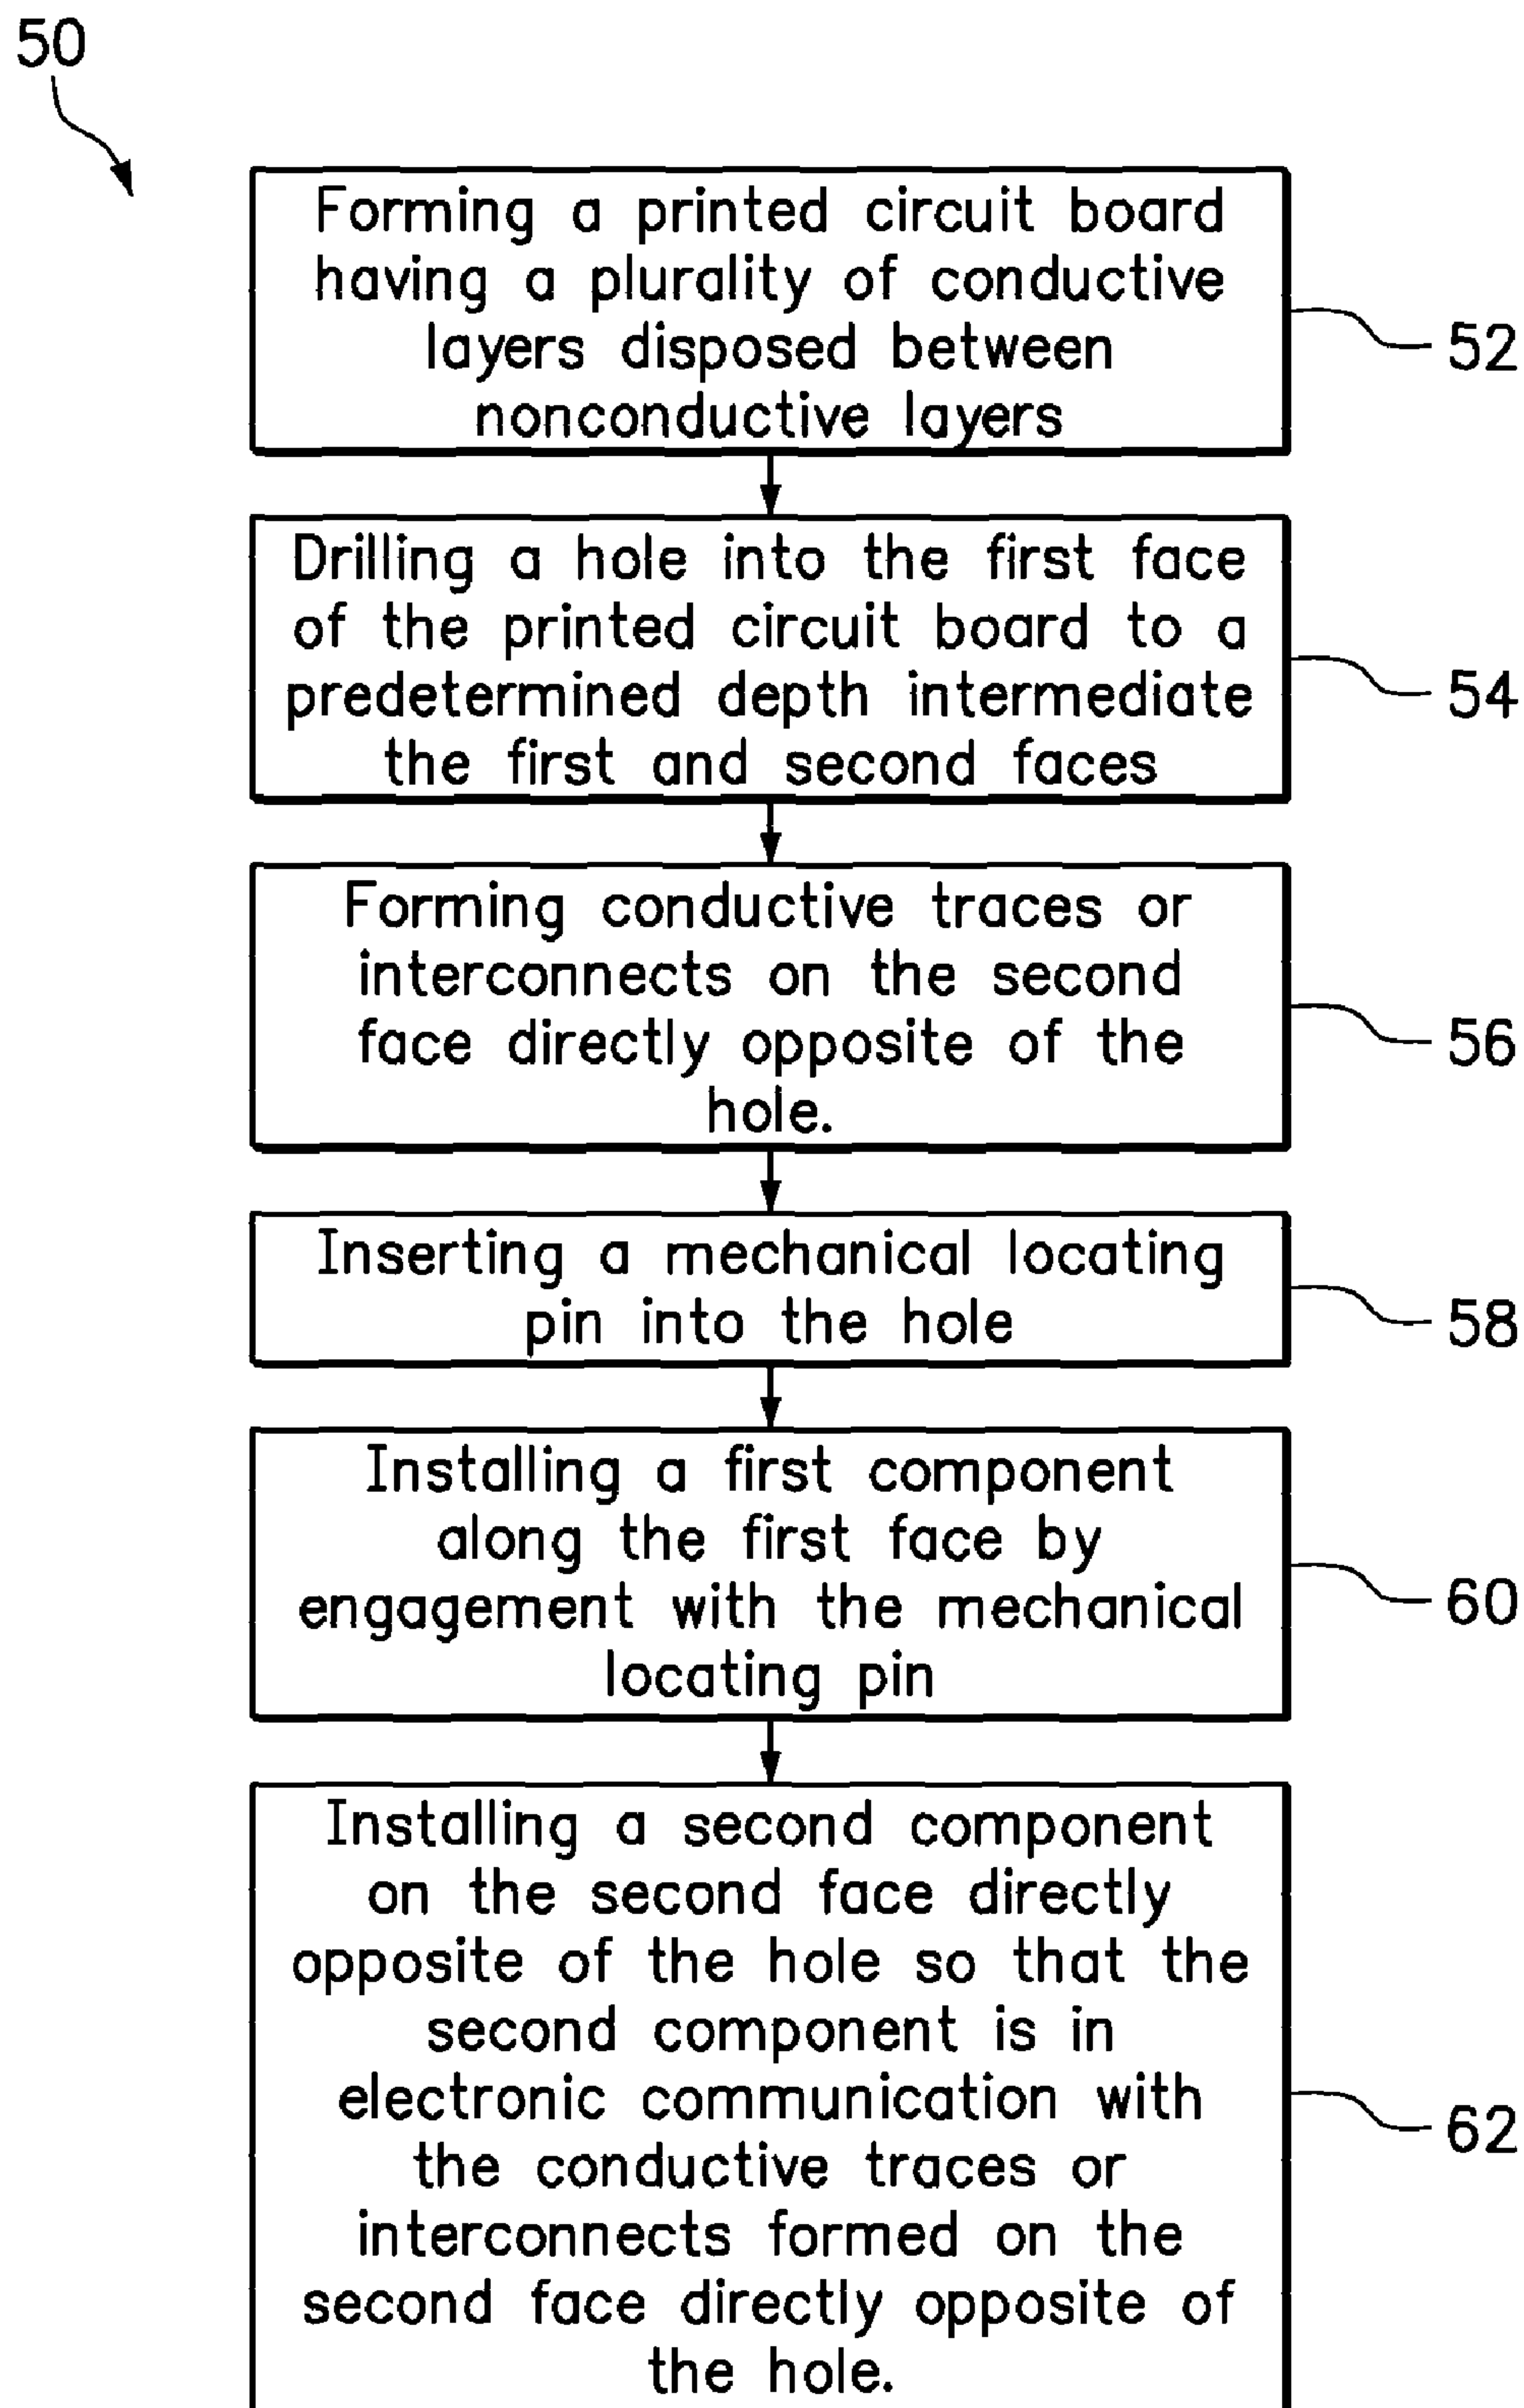 50
Forming a printed circuit board
having a plurality of conductive
layers disposed between
nonconductive layers
52
Drilling a hole into the first face
of the printed circuit board to a
predetermined depth intermediate
the first and second faces
54
Forming conductive traces or
interconnects on the second
face directly opposite of the
hole.
56
Inserting a mechanical locating
pin into the hole
58
Installing a first component
along the first face by
engagement with the mechanical
locating pin
60
Installing a second component
on the second face directly
opposite of the hole so that the
second component is in
electronic communication with
the conductive traces or
interconnects formed on the
second face directly opposite of
the hole.
62